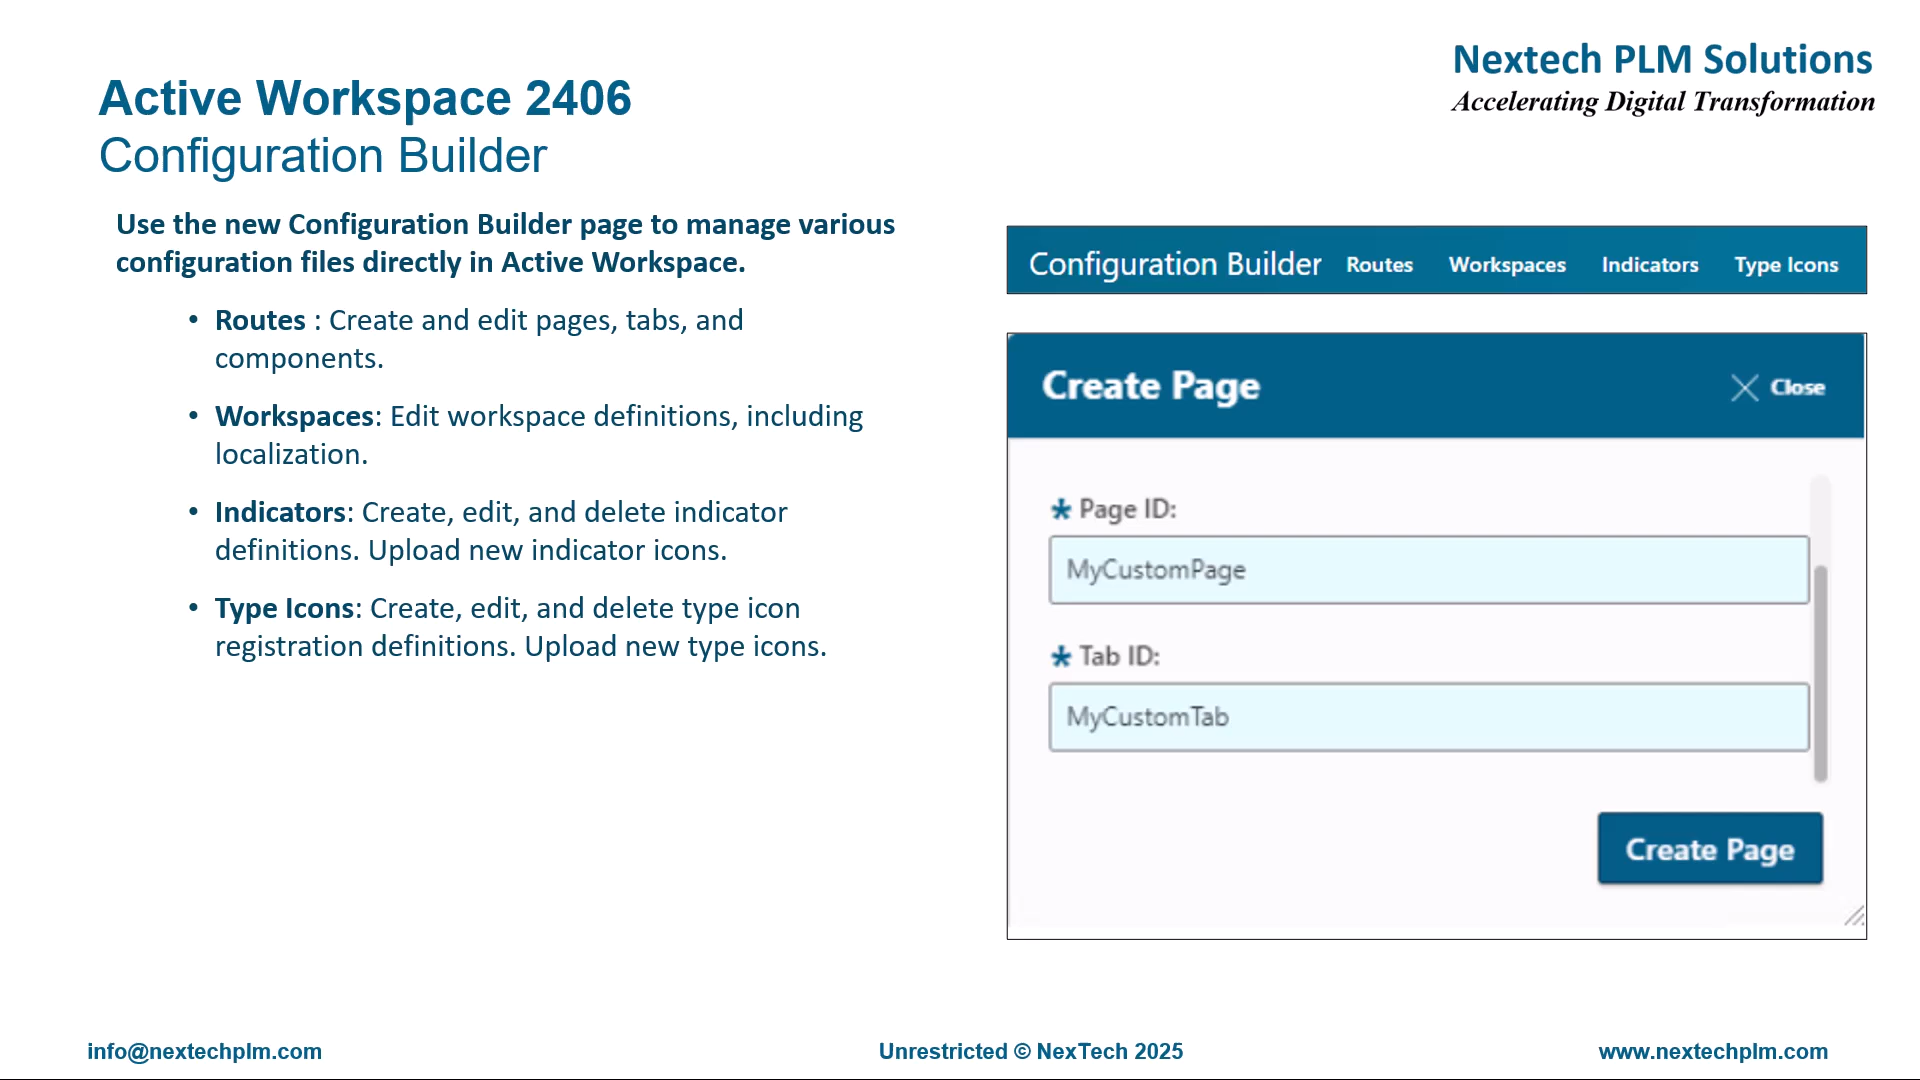 Nextech PLM Solutions
Accelerating Digital Transformation
Active Workspace 2406
Configuration Builder
Use the new Configuration Builder page to manage various
configuration files directly in Active Workspace.
• Routes : Create and edit pages, tabs, and
components.
• Workspaces: Edit workspace definitions, including
localization.
• Indicators: Create, edit, and delete indicator
definitions. Upload new indicator icons.
• Type Icons: Create, edit, and delete type icon
registration definitions. Upload new type icons.
Configuration Builder Routes Workspaces Indicators Type Icons
Create Page Close
* Page ID:
MyCustomPage
* Tab ID:
MyCustomTab
Create Page
info@nextechplm.com Unrestricted © NexTech 2025 www.nextechplm.com